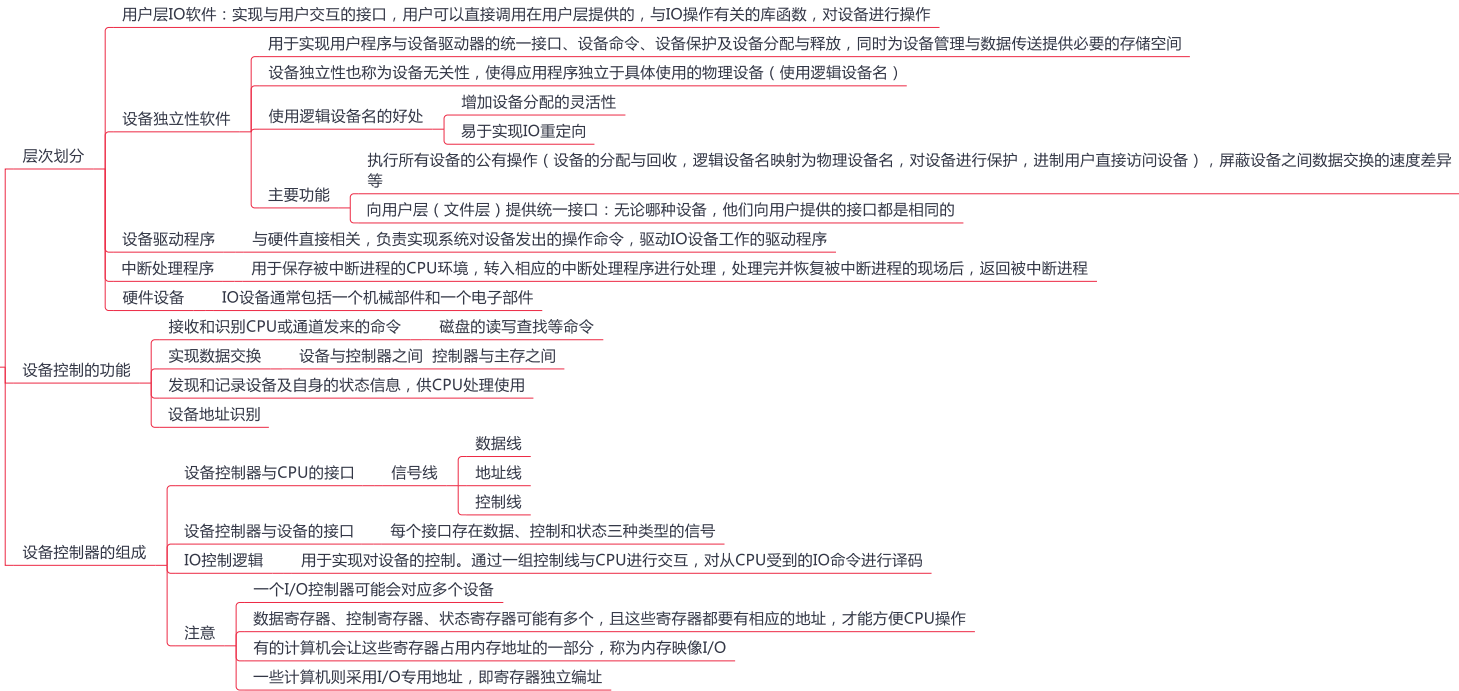 用户层IO软件：实现与用户交互的接口，用户可以直接调用在用户层提供的，与IO操作有关的库函数，对设备进行操作
用于实现用户程序与设备驱动器的统一接口、设备命令、设备保护及设备分配与释放，同时为设备管理与数据传送提供必要的存储空间
设备独立性也称为设备无关性，使得应用程序独立于具体使用的物理设备（使用逻辑设备名）
设备独立性软件
使用逻辑设备名的好处
增加设备分配的灵活性
易于实现IO重定向
层次划分
执行所有设备的公有操作（设备的分配与回收，逻辑设备名映射为物理设备名，对设备进行保护，进制用户直接访问设备），屏蔽设备之间数据交换的速度差异
等
主要功能
向用户层（文件层）提供统一接口：无论哪种设备，他们向用户提供的接口都是相同的
设备驱动程序 与硬件直接相关，负责实现系统对设备发出的操作命令，驱动IO设备工作的驱动程序
中断处理程序 用于保存被中断进程的CPU环境，转入相应的中断处理程序进行处理，处理完并恢复被中断进程的现场后，返回被中断进程
硬件设备 IO设备通常包括一个机械部件和一个电子部件
接收和识别CPU或通道发来的命令 磁盘的读写查找等命令
实现数据交换 设备与控制器之间 控制器与主存之间
设备控制的功能
发现和记录设备及自身的状态信息，供CPU处理使用
设备地址识别
数据线
设备控制器与CPU的接口 信号线 地址线
控制线
设备控制器与设备的接口 每个接口存在数据、控制和状态三种类型的信号
设备控制器的组成
IO控制逻辑 用于实现对设备的控制。通过一组控制线与CPU进行交互，对从CPU受到的IO命令进行译码
一个I/O控制器可能会对应多个设备
数据寄存器、控制寄存器、状态寄存器可能有多个，且这些寄存器都要有相应的地址，才能方便CPU操作
注意
有的计算机会让这些寄存器占用内存地址的一部分，称为内存映像I/O
一些计算机则采用I/O专用地址，即寄存器独立编址